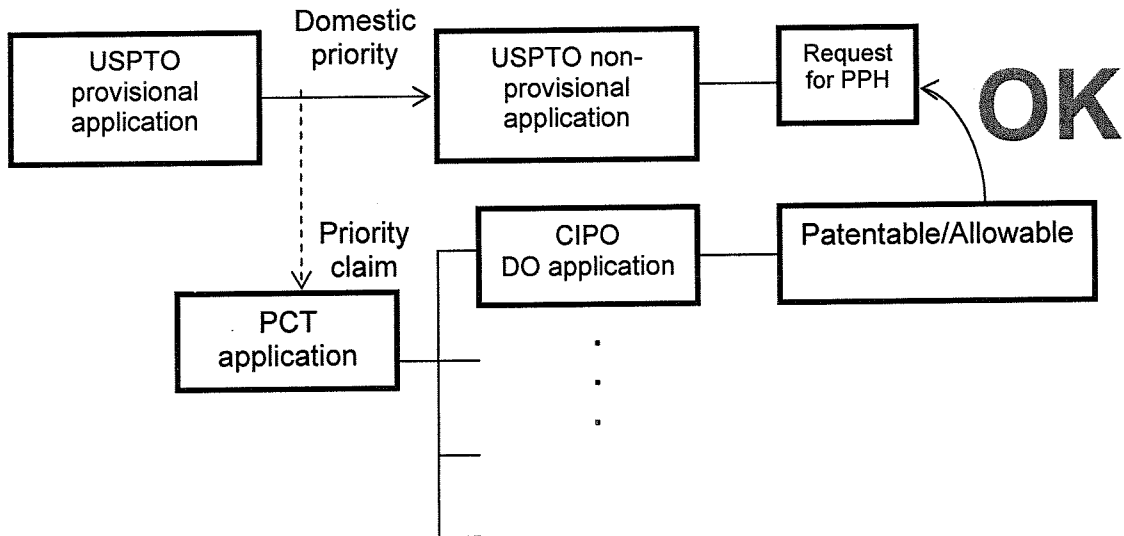 Domestic
priority
USPTO
provisional
application
USPTO non-
provisional
application
Request
for PPH
OK
Priority
claim
PCT
application
CIPO
DO application
Patentable/Allowable